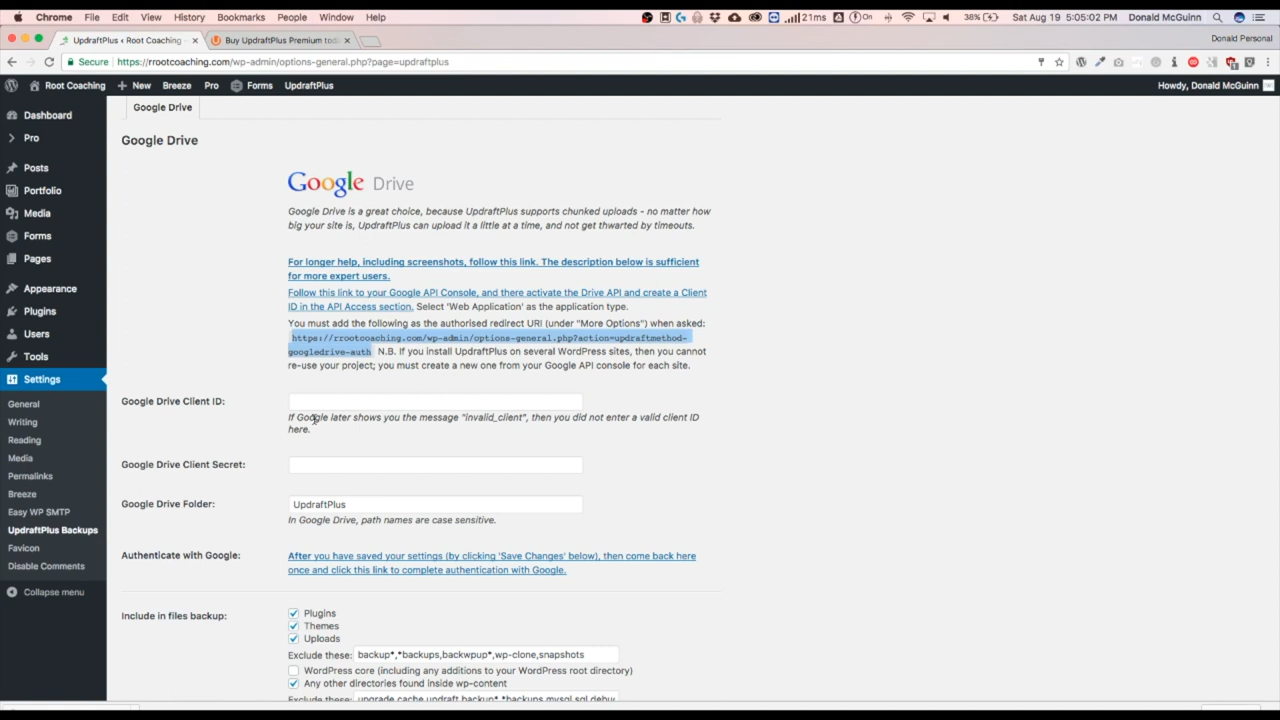 Chrome File Edit View History Bookmarks People Window Help 21ms On 38% Sat Aug 19 5:05:02 PM Donald McGuinn
UpdraftPlus ‹ Root Coaching — × Buy UpdraftPlus Premium tod × Donald Personal
Secure https://rrootcoaching.com/wp-admin/options-general.php?page=updraftplus
Root Coaching + New Breeze Pro Forms UpdraftPlus Howdy, Donald McGuinn
Dashboard
Pro
Posts
Portfolio
Media
Forms
Pages
Appearance
Plugins
Users
Tools
Settings
General
Writing
Reading
Media
Permalinks
Breeze
Easy WP SMTP
UpdraftPlus Backups
Favicon
Disable Comments
Collapse menu
Google Drive
Google Drive
Google Drive
Google Drive is a great choice, because UpdraftPlus supports chunked uploads - no matter how
big your site is, UpdraftPlus can upload it a little at a time, and not get thwarted by timeouts.
For longer help, including screenshots, follow this link. The description below is sufficient
for more expert users.
Follow this link to your Google API Console, and there activate the Drive API and create a Client
ID in the API Access section. Select 'Web Application' as the application type.
You must add the following as the authorised redirect URI (under "More Options") when asked:
https://rrootcoaching.com/wp-admin/options-general.php?action=updraftmethod-
googledrive-auth N.B. If you install UpdraftPlus on several WordPress sites, then you cannot
re-use your project; you must create a new one from your Google API console for each site.
Google Drive Client ID:
If Google later shows you the message "invalid_client", then you did not enter a valid client ID
here.
Google Drive Client Secret:
Google Drive Folder: UpdraftPlus
In Google Drive, path names are case sensitive.
Authenticate with Google: After you have saved your settings (by clicking 'Save Changes' below), then come back here
once and click this link to complete authentication with Google.
Include in files backup: Plugins
Themes
Uploads
Exclude these: backup*,*backups,backwpup*,wp-clone,snapshots
WordPress core (including any additions to your WordPress root directory)
Any other directories found inside wp-content
Exclude these: upgrade,cache,updraft,backup*,*backups,mysql.sql,debu